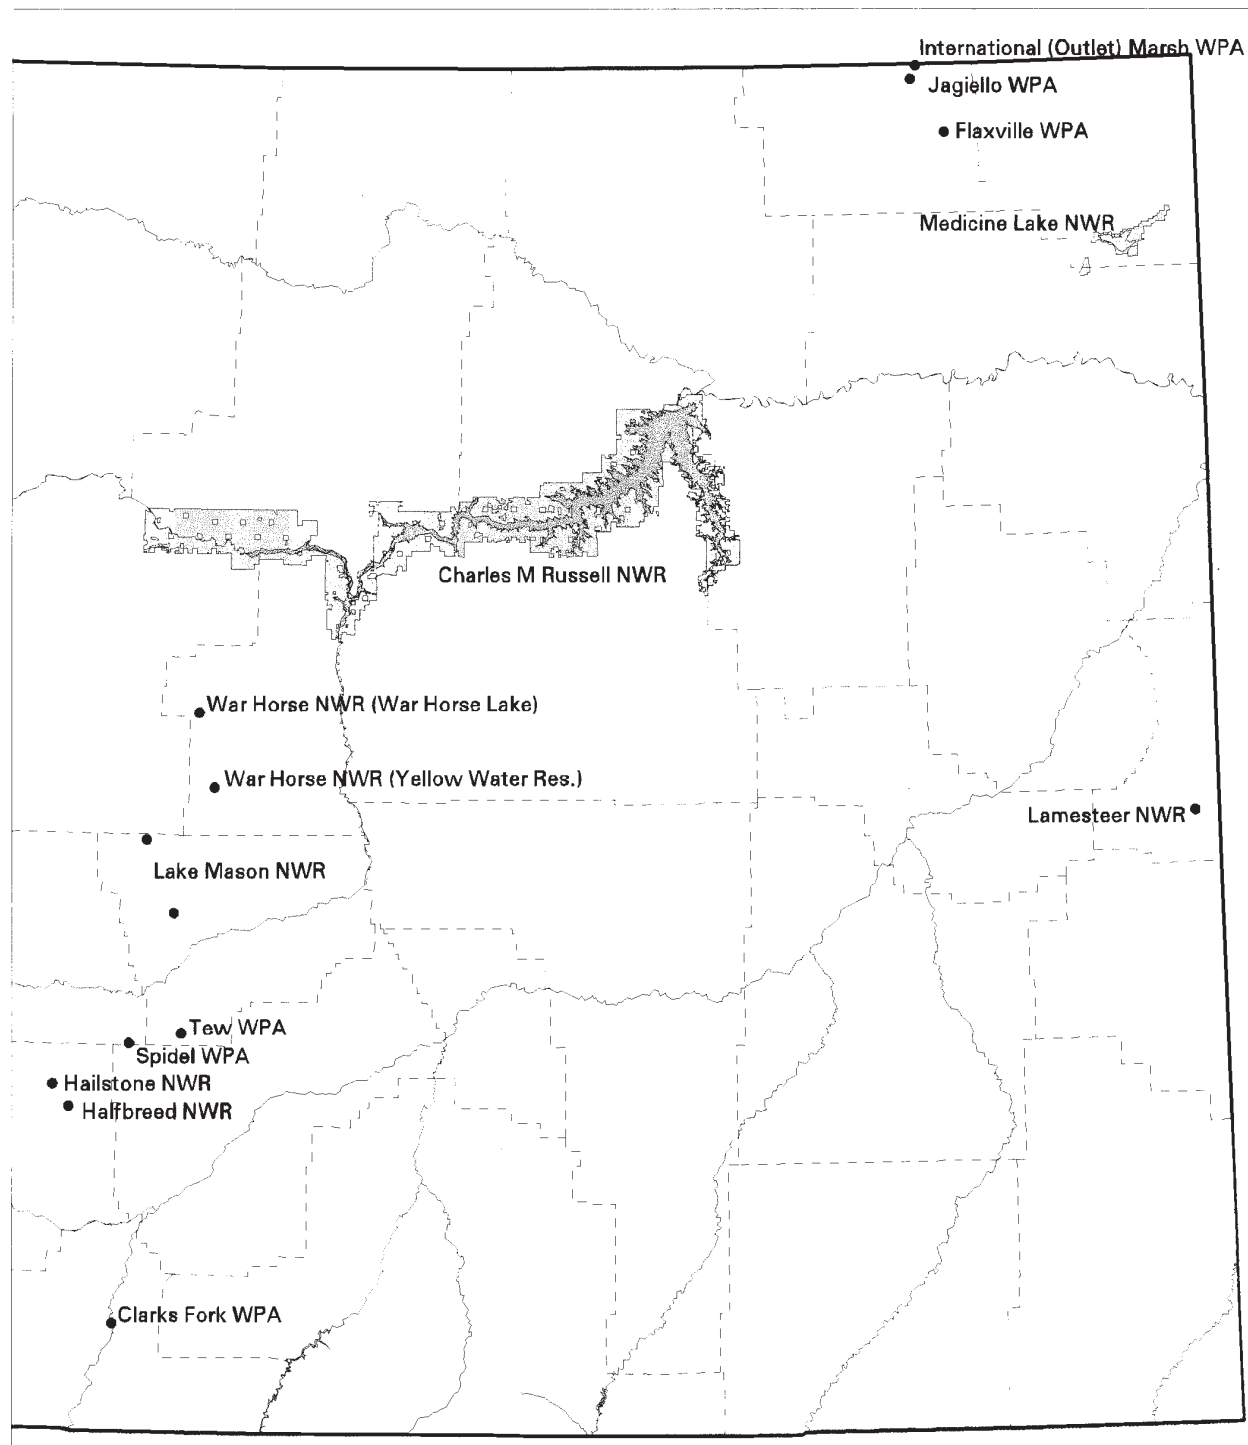 International (Outlet) Marsh WPA
Jagiello WPA
Flaxville WPA
Medicine Lake NWR
Charles M Russell NWR
War Horse NWR (War Horse Lake)
War Horse NWR (Yellow Water Res.)
Lamesteer NWR
Lake Mason NWR
Tew WPA
Spidel WPA
Hailstone NWR
Halfbreed NWR
Clarks Fork WPA